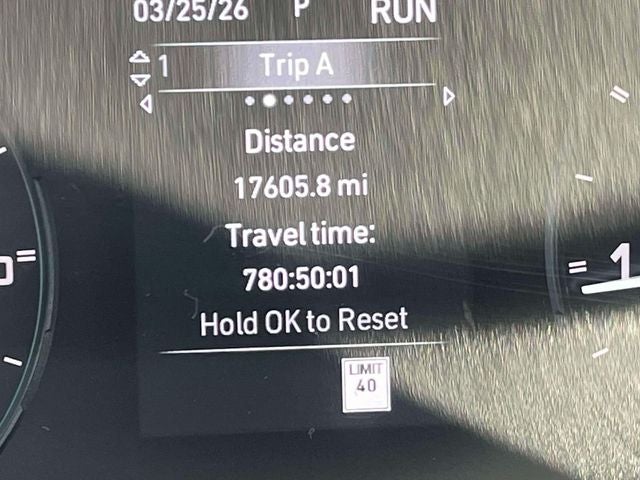 03/25/26 P RUN
1 Trip A
Distance
17605.8 mi
Travel time:
780:50:01
Hold OK to Reset
LIMIT
40
1